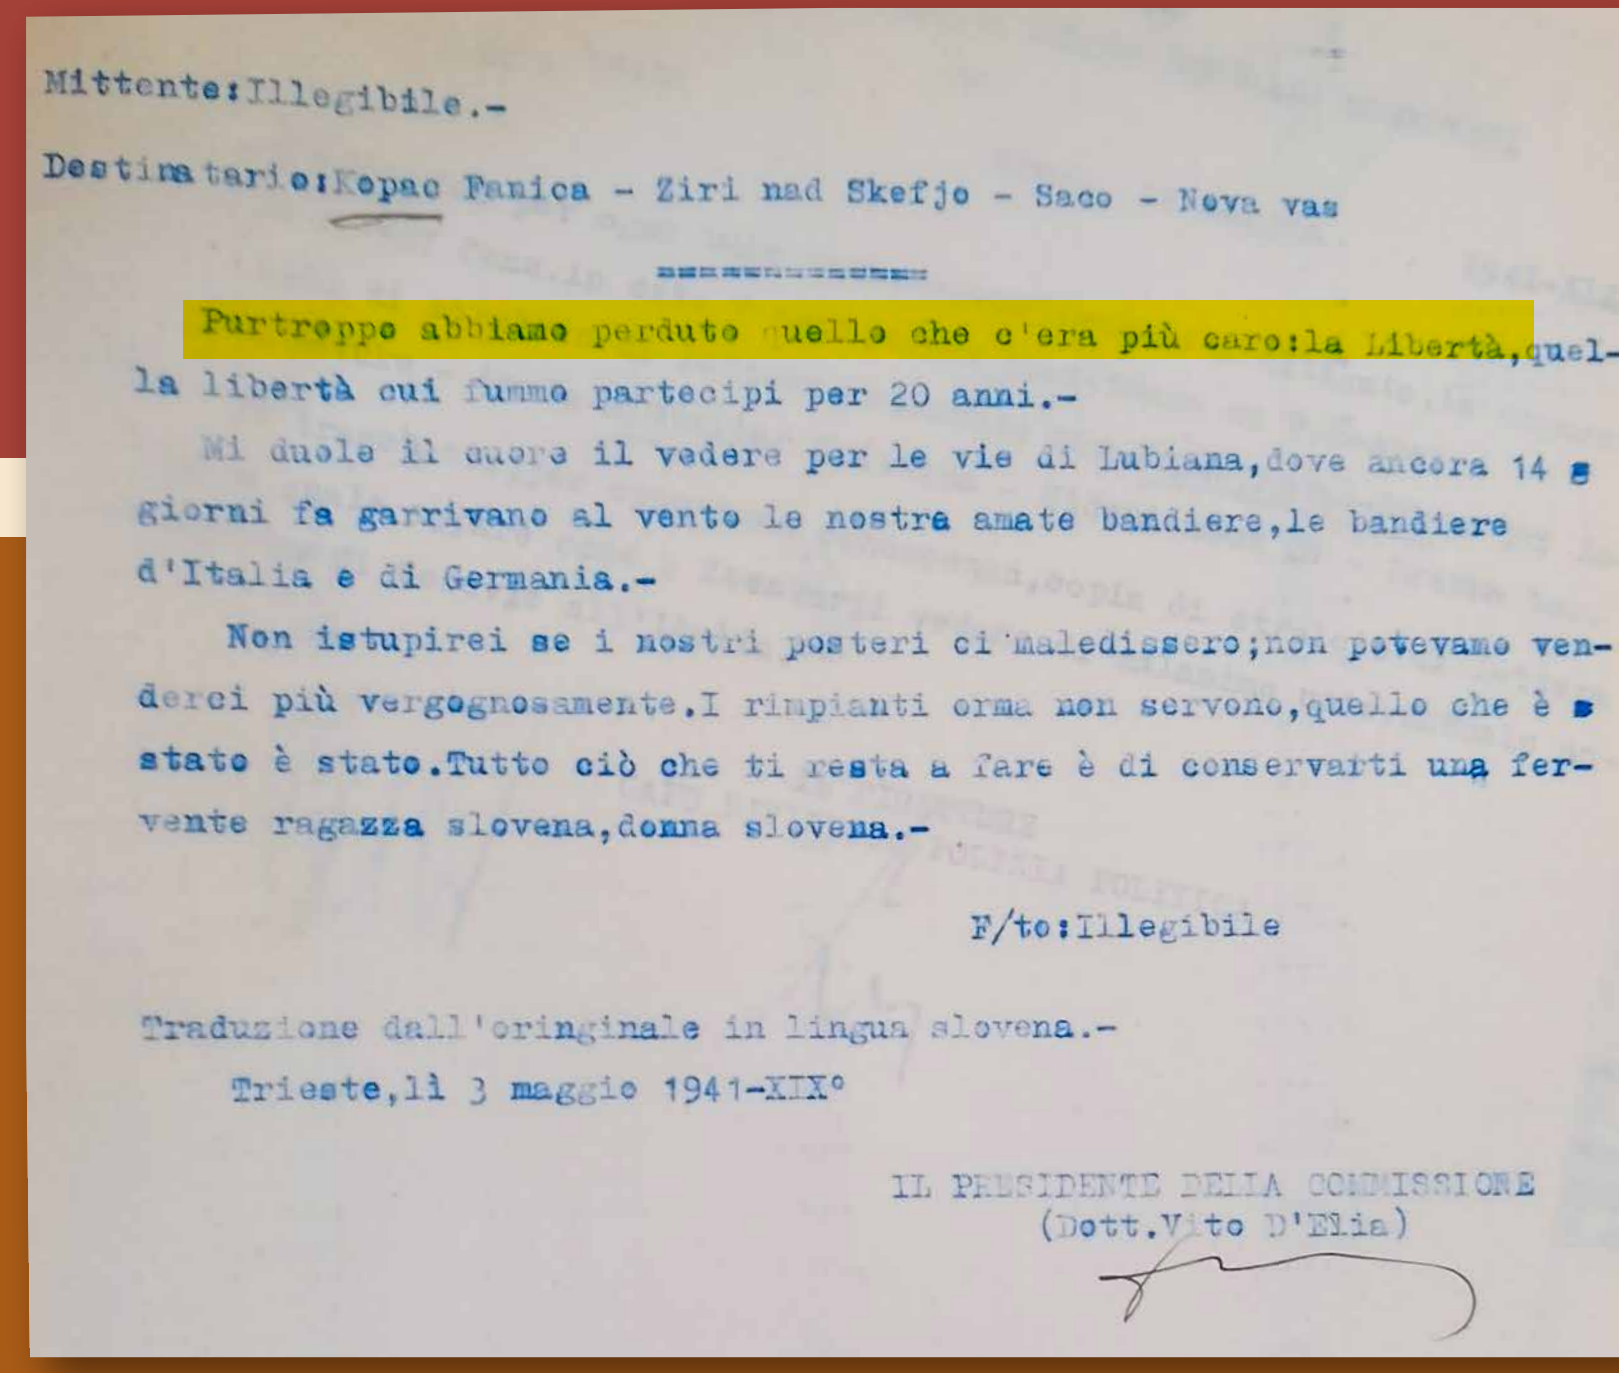 Mittente:Illegibile.-
Destinatario:Kopac Fanica - Ziri nad Skefjo - Saco - Nova vas
==============
Purtroppo abbiamo perduto quello che c'era più caro:la Libertà,quel-
la libertà cui fummo partecipi per 20 anni.-
Mi duole il cuore il vedere per le vie di Lubiana,dove ancora 14 s
giorni fa garrivano al vento le nostre amate bandiere,le bandiere
d'Italia e di Germania.-
Non istupirei se i nostri posteri ci maledissero;non potevamo ven-
derci più vergognosamente.I rimpianti orma non servono,quello che è s
stato è stato.Tutto ciò che ti resta a fare è di conservarti una fer-
vente ragazza slovena,donna slovena.-
F/to:Illegibile
Traduzione dall'oringinale in lingua slovena.-
Trieste,lì 3 maggio 1941-XIX°
IL PRESIDENTE DELLA COMMISSIONE
(Dott.Vito D'Elia)